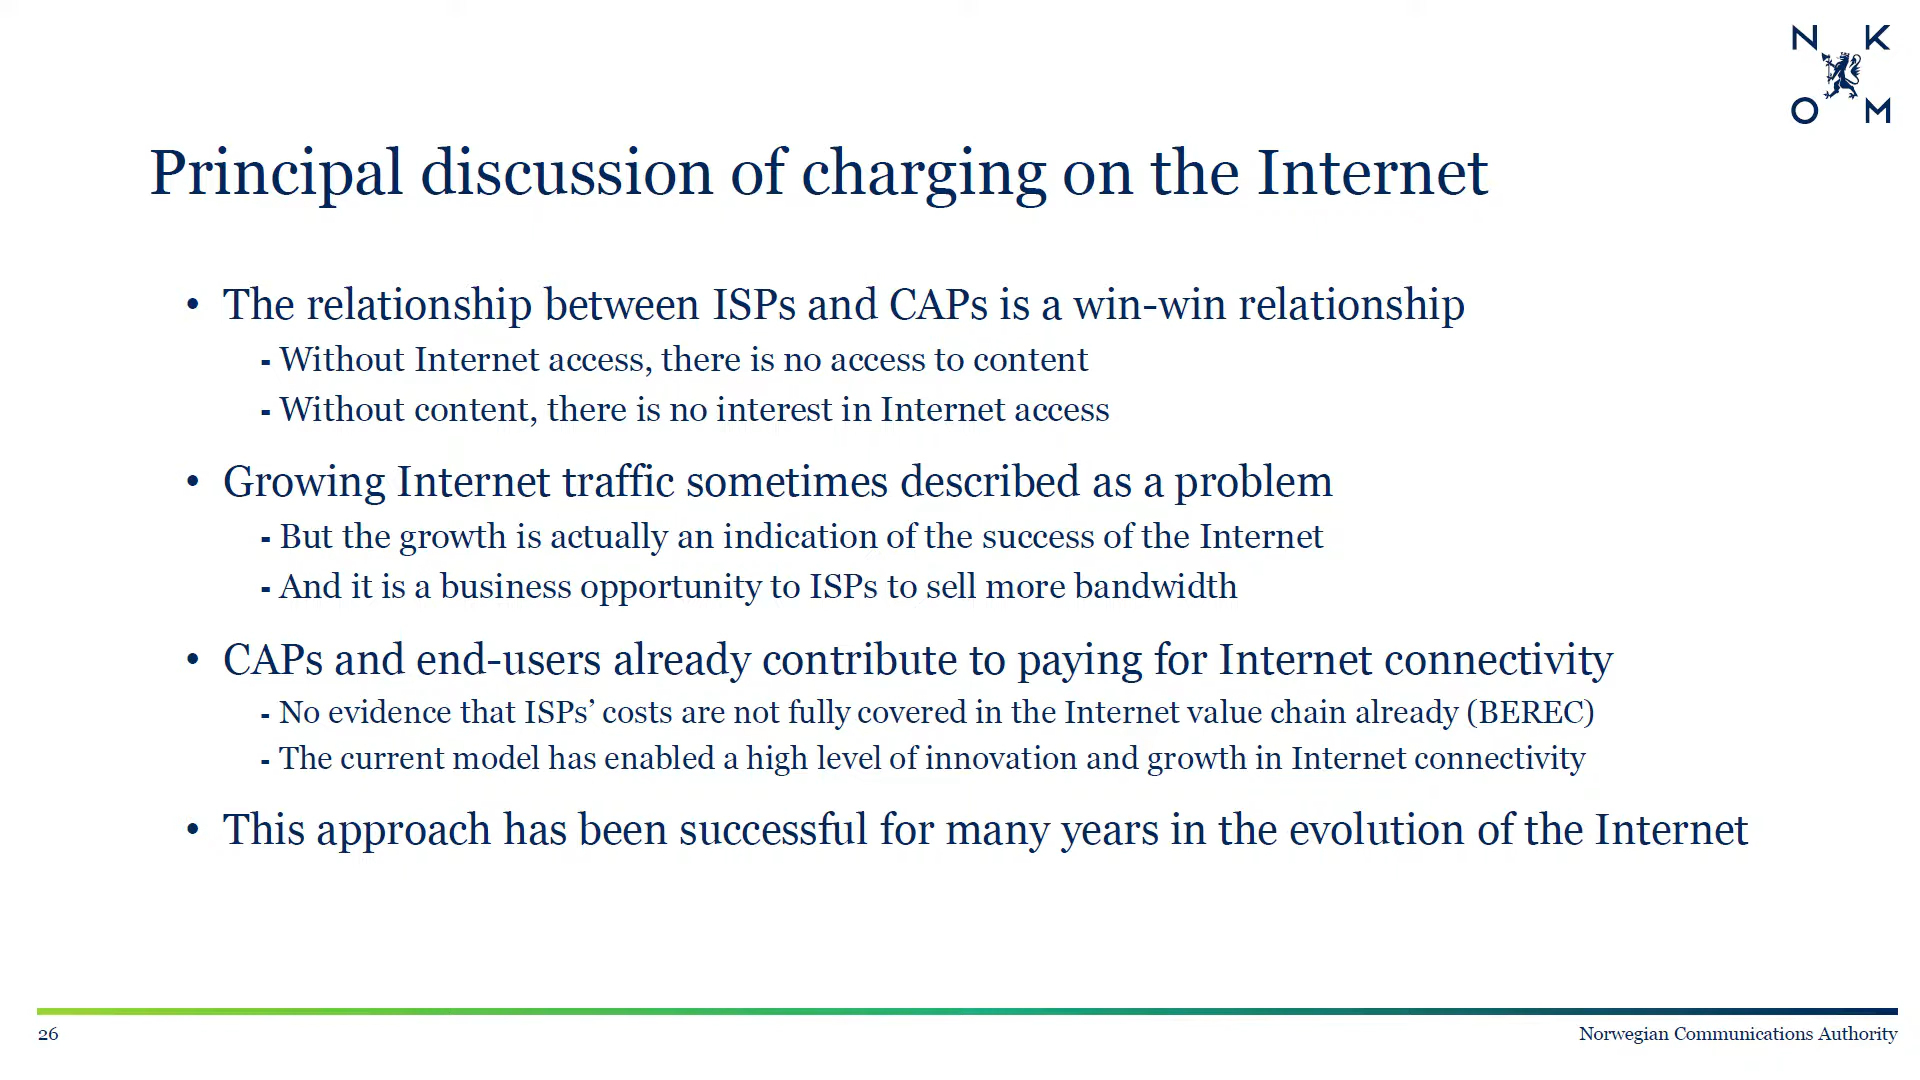 N K
O M
Principal discussion of charging on the Internet
• The relationship between ISPs and CAPs is a win-win relationship
- Without Internet access, there is no access to content
- Without content, there is no interest in Internet access
• Growing Internet traffic sometimes described as a problem
- But the growth is actually an indication of the success of the Internet
- And it is a business opportunity to ISPs to sell more bandwidth
• CAPs and end-users already contribute to paying for Internet connectivity
- No evidence that ISPs’ costs are not fully covered in the Internet value chain already (BEREC)
- The current model has enabled a high level of innovation and growth in Internet connectivity
• This approach has been successful for many years in the evolution of the Internet
26
Norwegian Communications Authority